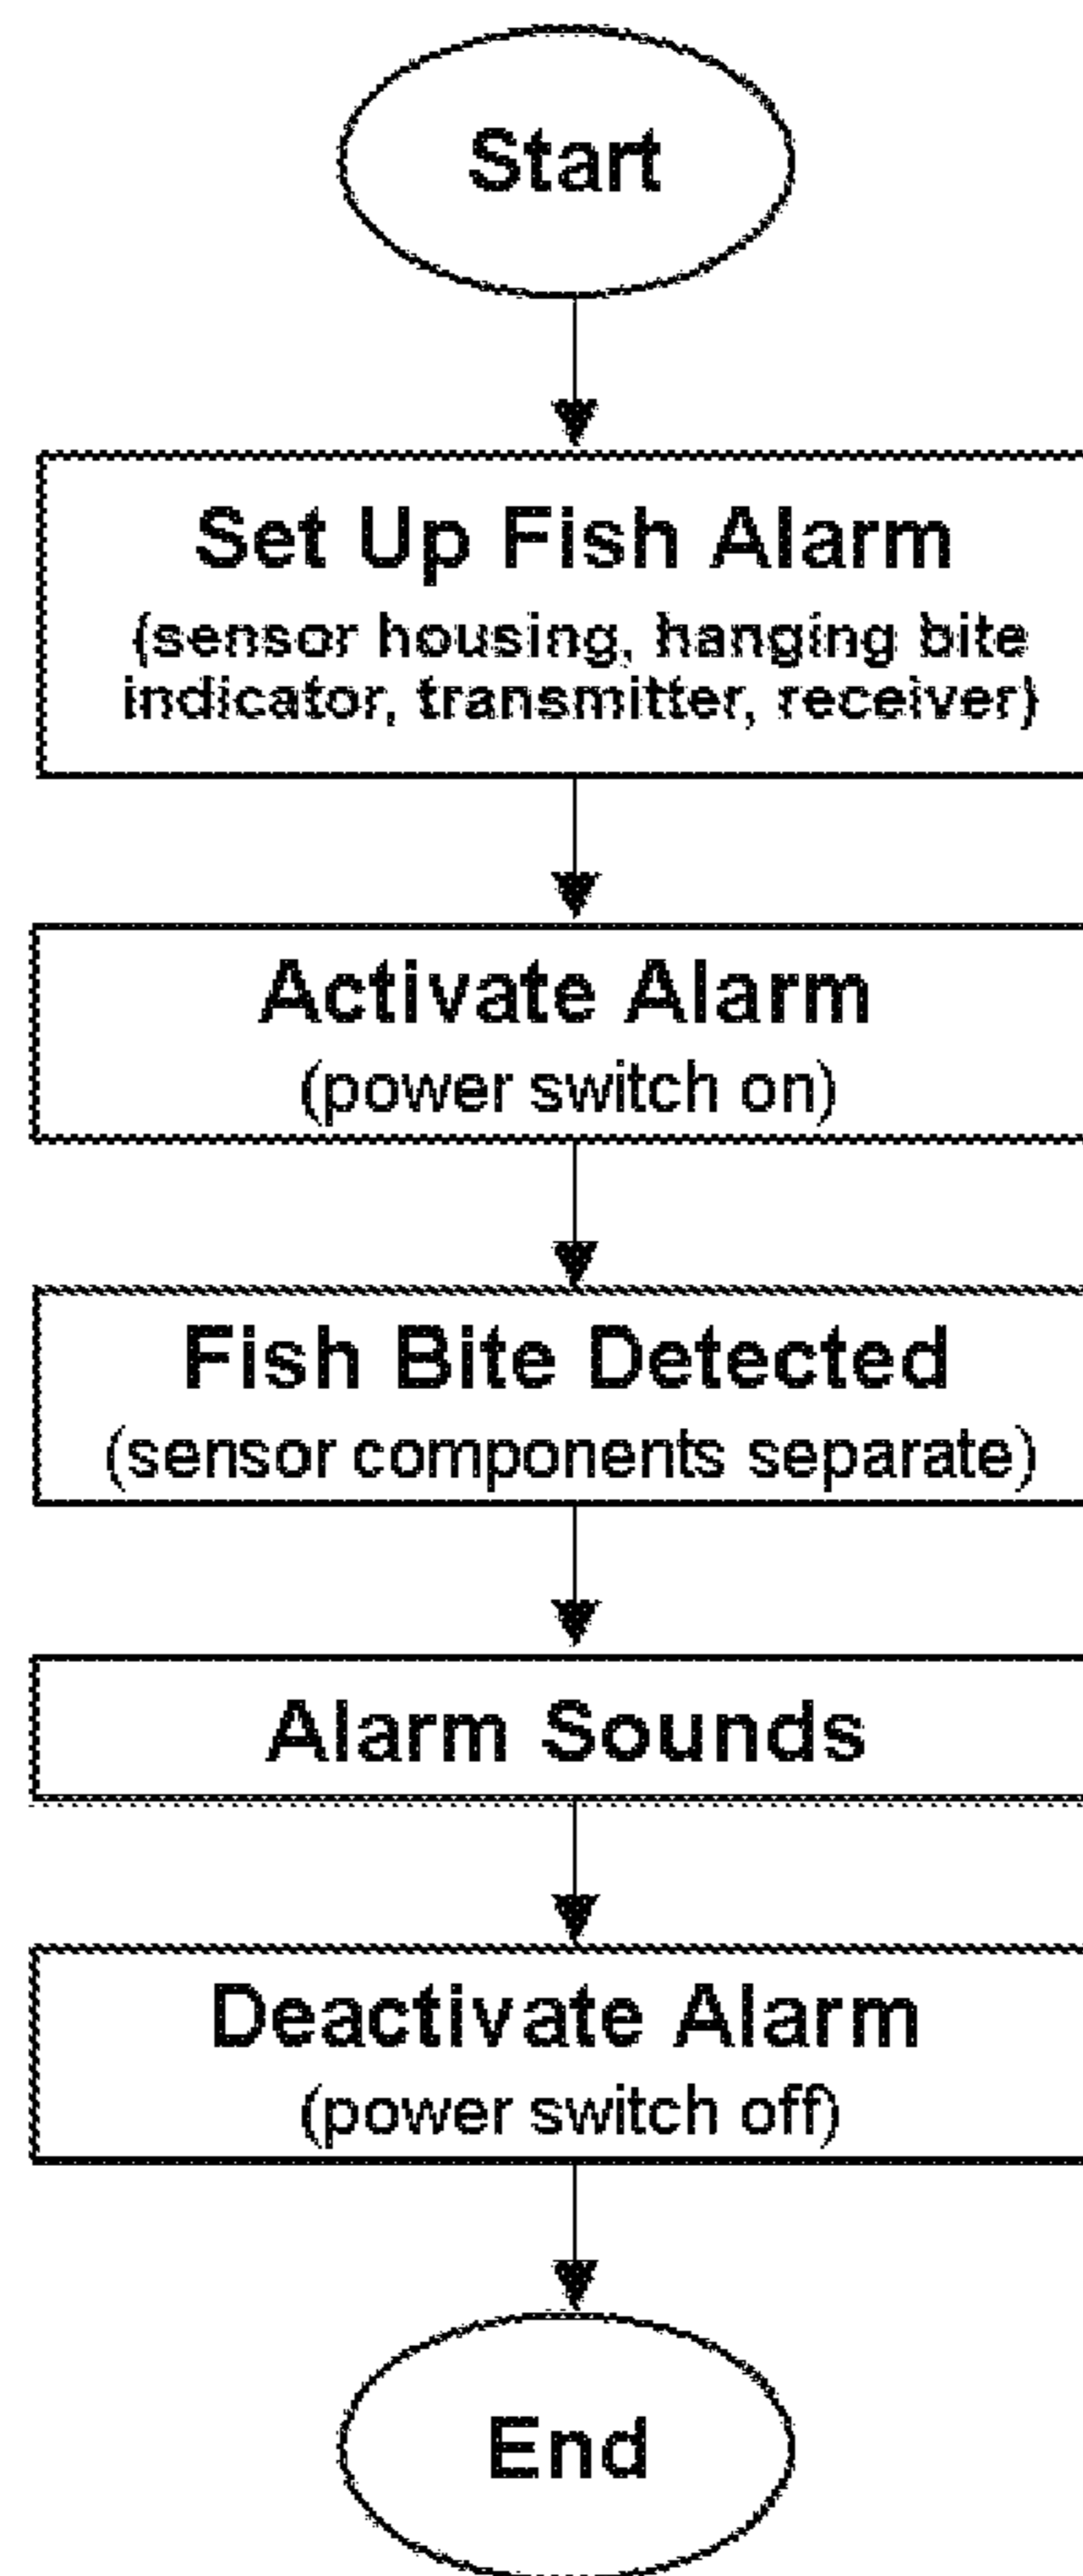 Start
Set Up Fish Alarm
(sensor housing, hanging bite
indicator, transmitter, receiver)
Activate Alarm
(power switch on)
Fish Bite Detected
(sensor components separate)
Alarm Sounds
Deactivate Alarm
(power switch off)
End